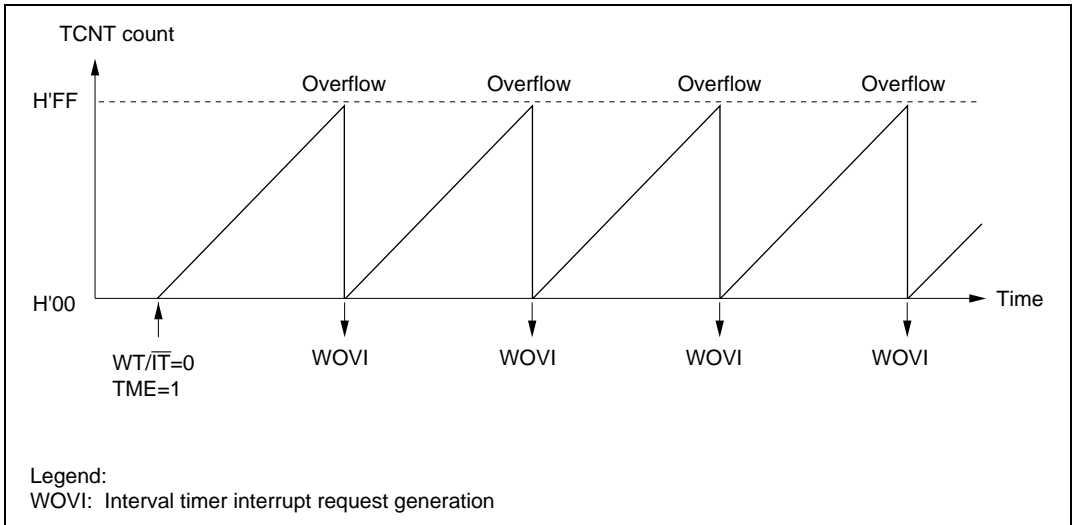 TCNT count
Overflow Overflow Overflow Overflow
H'FF
H'00
Time
WT/I̅T̅=0
TME=1
WOVI WOVI WOVI WOVI
Legend:
WOVI: Interval timer interrupt request generation